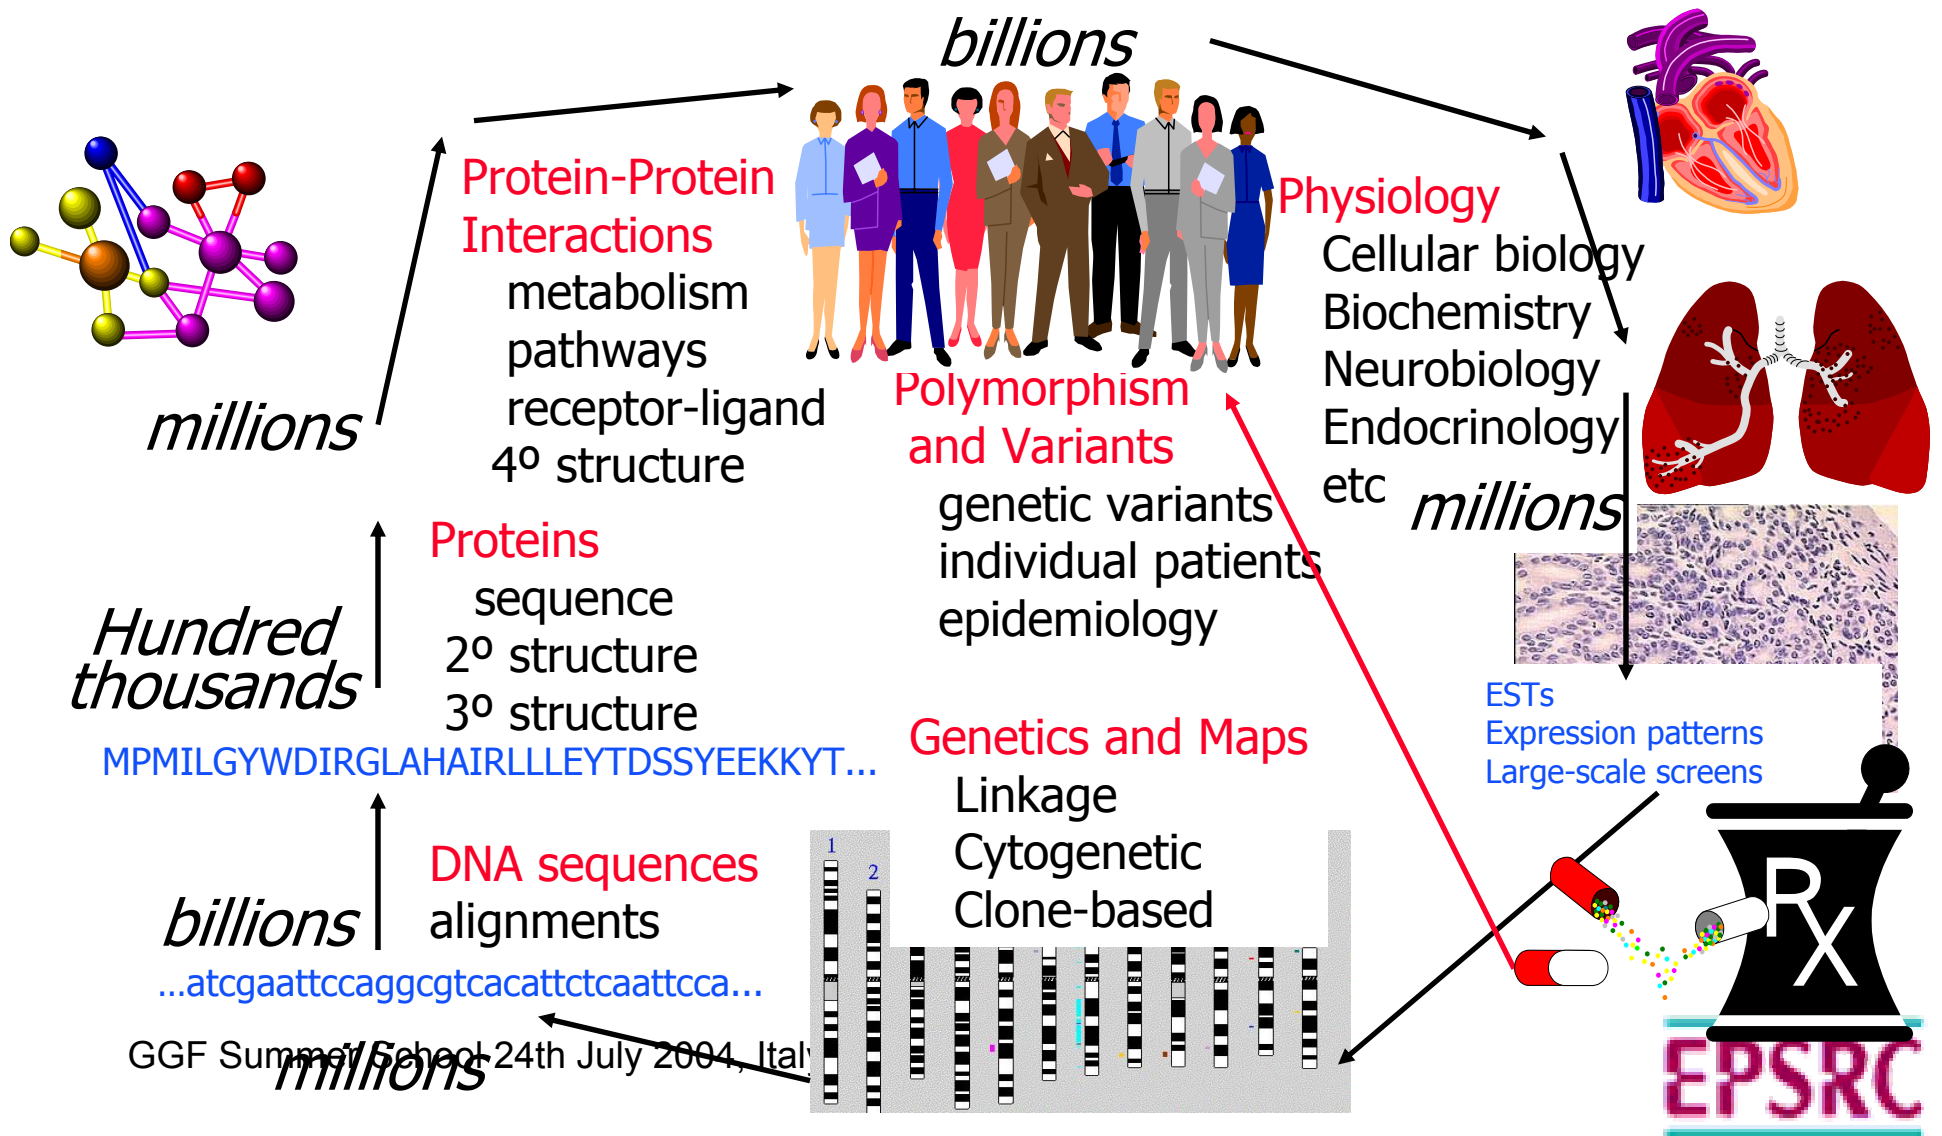 billions
Protein-Protein
Interactions
metabolism
pathways
receptor-ligand
4º structure
millions
Proteins
sequence
2º structure
3º structure
Hundred
thousands
MPMILGYWDIRGLAHAIRLLLEYTDSSYEEKKYT...
DNA sequences
alignments
billions
...atcgaattccaggcgtcacattctcaattcca...
GGF Summer School 24th July 2004, Italy
millions
Polymorphism
and Variants
genetic variants
individual patients
epidemiology
Genetics and Maps
Linkage
Cytogenetic
Clone-based
1
2
Physiology
Cellular biology
Biochemistry
Neurobiology
Endocrinology
etc
millions
ESTs
Expression patterns
Large-scale screens
RX
EPSRC